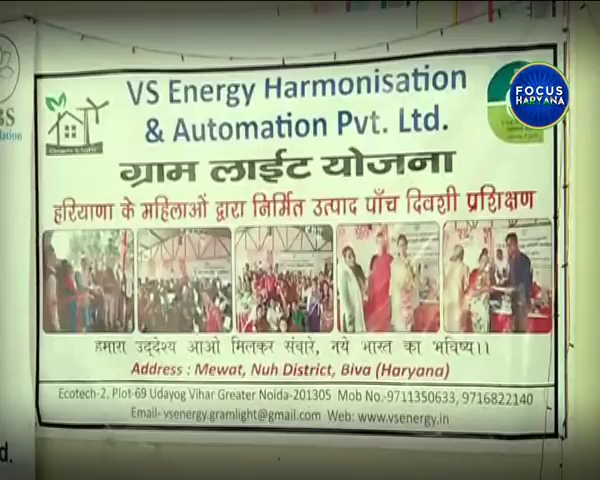 FOCUS
HARYANA
VS Energy Harmonisation
& Automation Pvt. Ltd.
ग्राम लाईट योजना
हरियाणा के महिलाओं द्वारा निर्मित उत्पाद पाँच दिवशी प्रशिक्षण
हमारा उद्देश्य आओ मिलकर संवारे, नये भारत का भविष्य।।
Address : Mewat, Nuh District, Biva (Haryana)
Ecotech-2, Plot-69 Udayog Vihar Greater Noida-201305 Mob No.-9711350633, 9716822140
Email- vsenergy.gramlight@gmail.com Web: www.vsenergy.in
d.